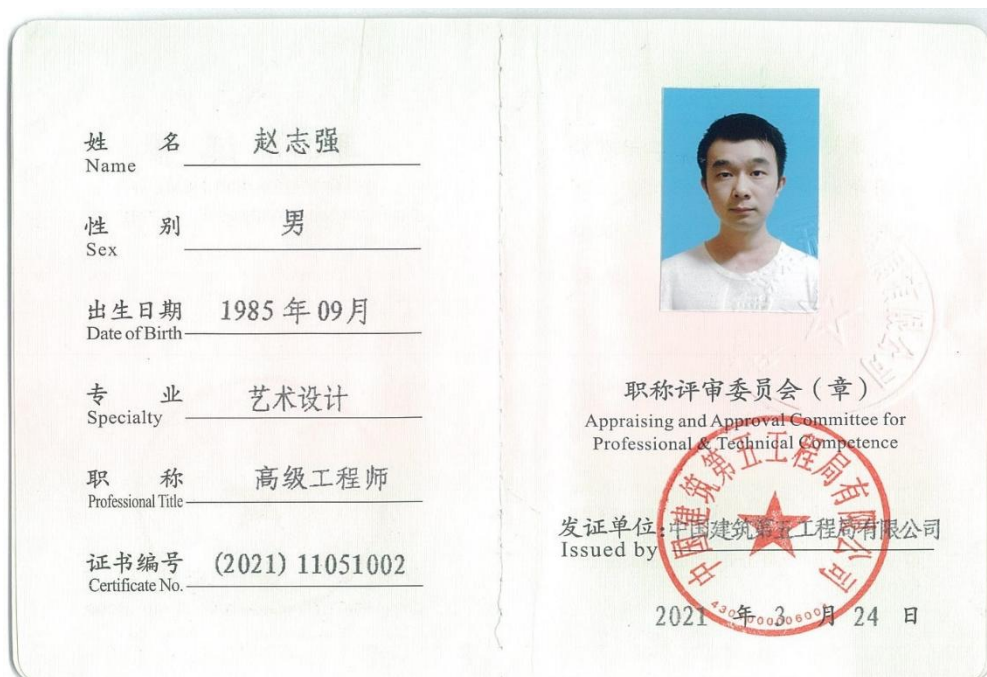 姓名 赵志强
Name
性别 男
Sex
出生日期 1985年09月
Date of Birth
专业 艺术设计
Specialty
职称 高级工程师
Professional Title
证书编号 (2021) 11051002
Certificate No.
职称评审委员会（章）
Appraising and Approval Committee for
Professional & Technical Competence
中国建筑第五工程局有限公司
发证单位:中国建筑第五工程局有限公司
Issued by
2021 年 3 月 24 日